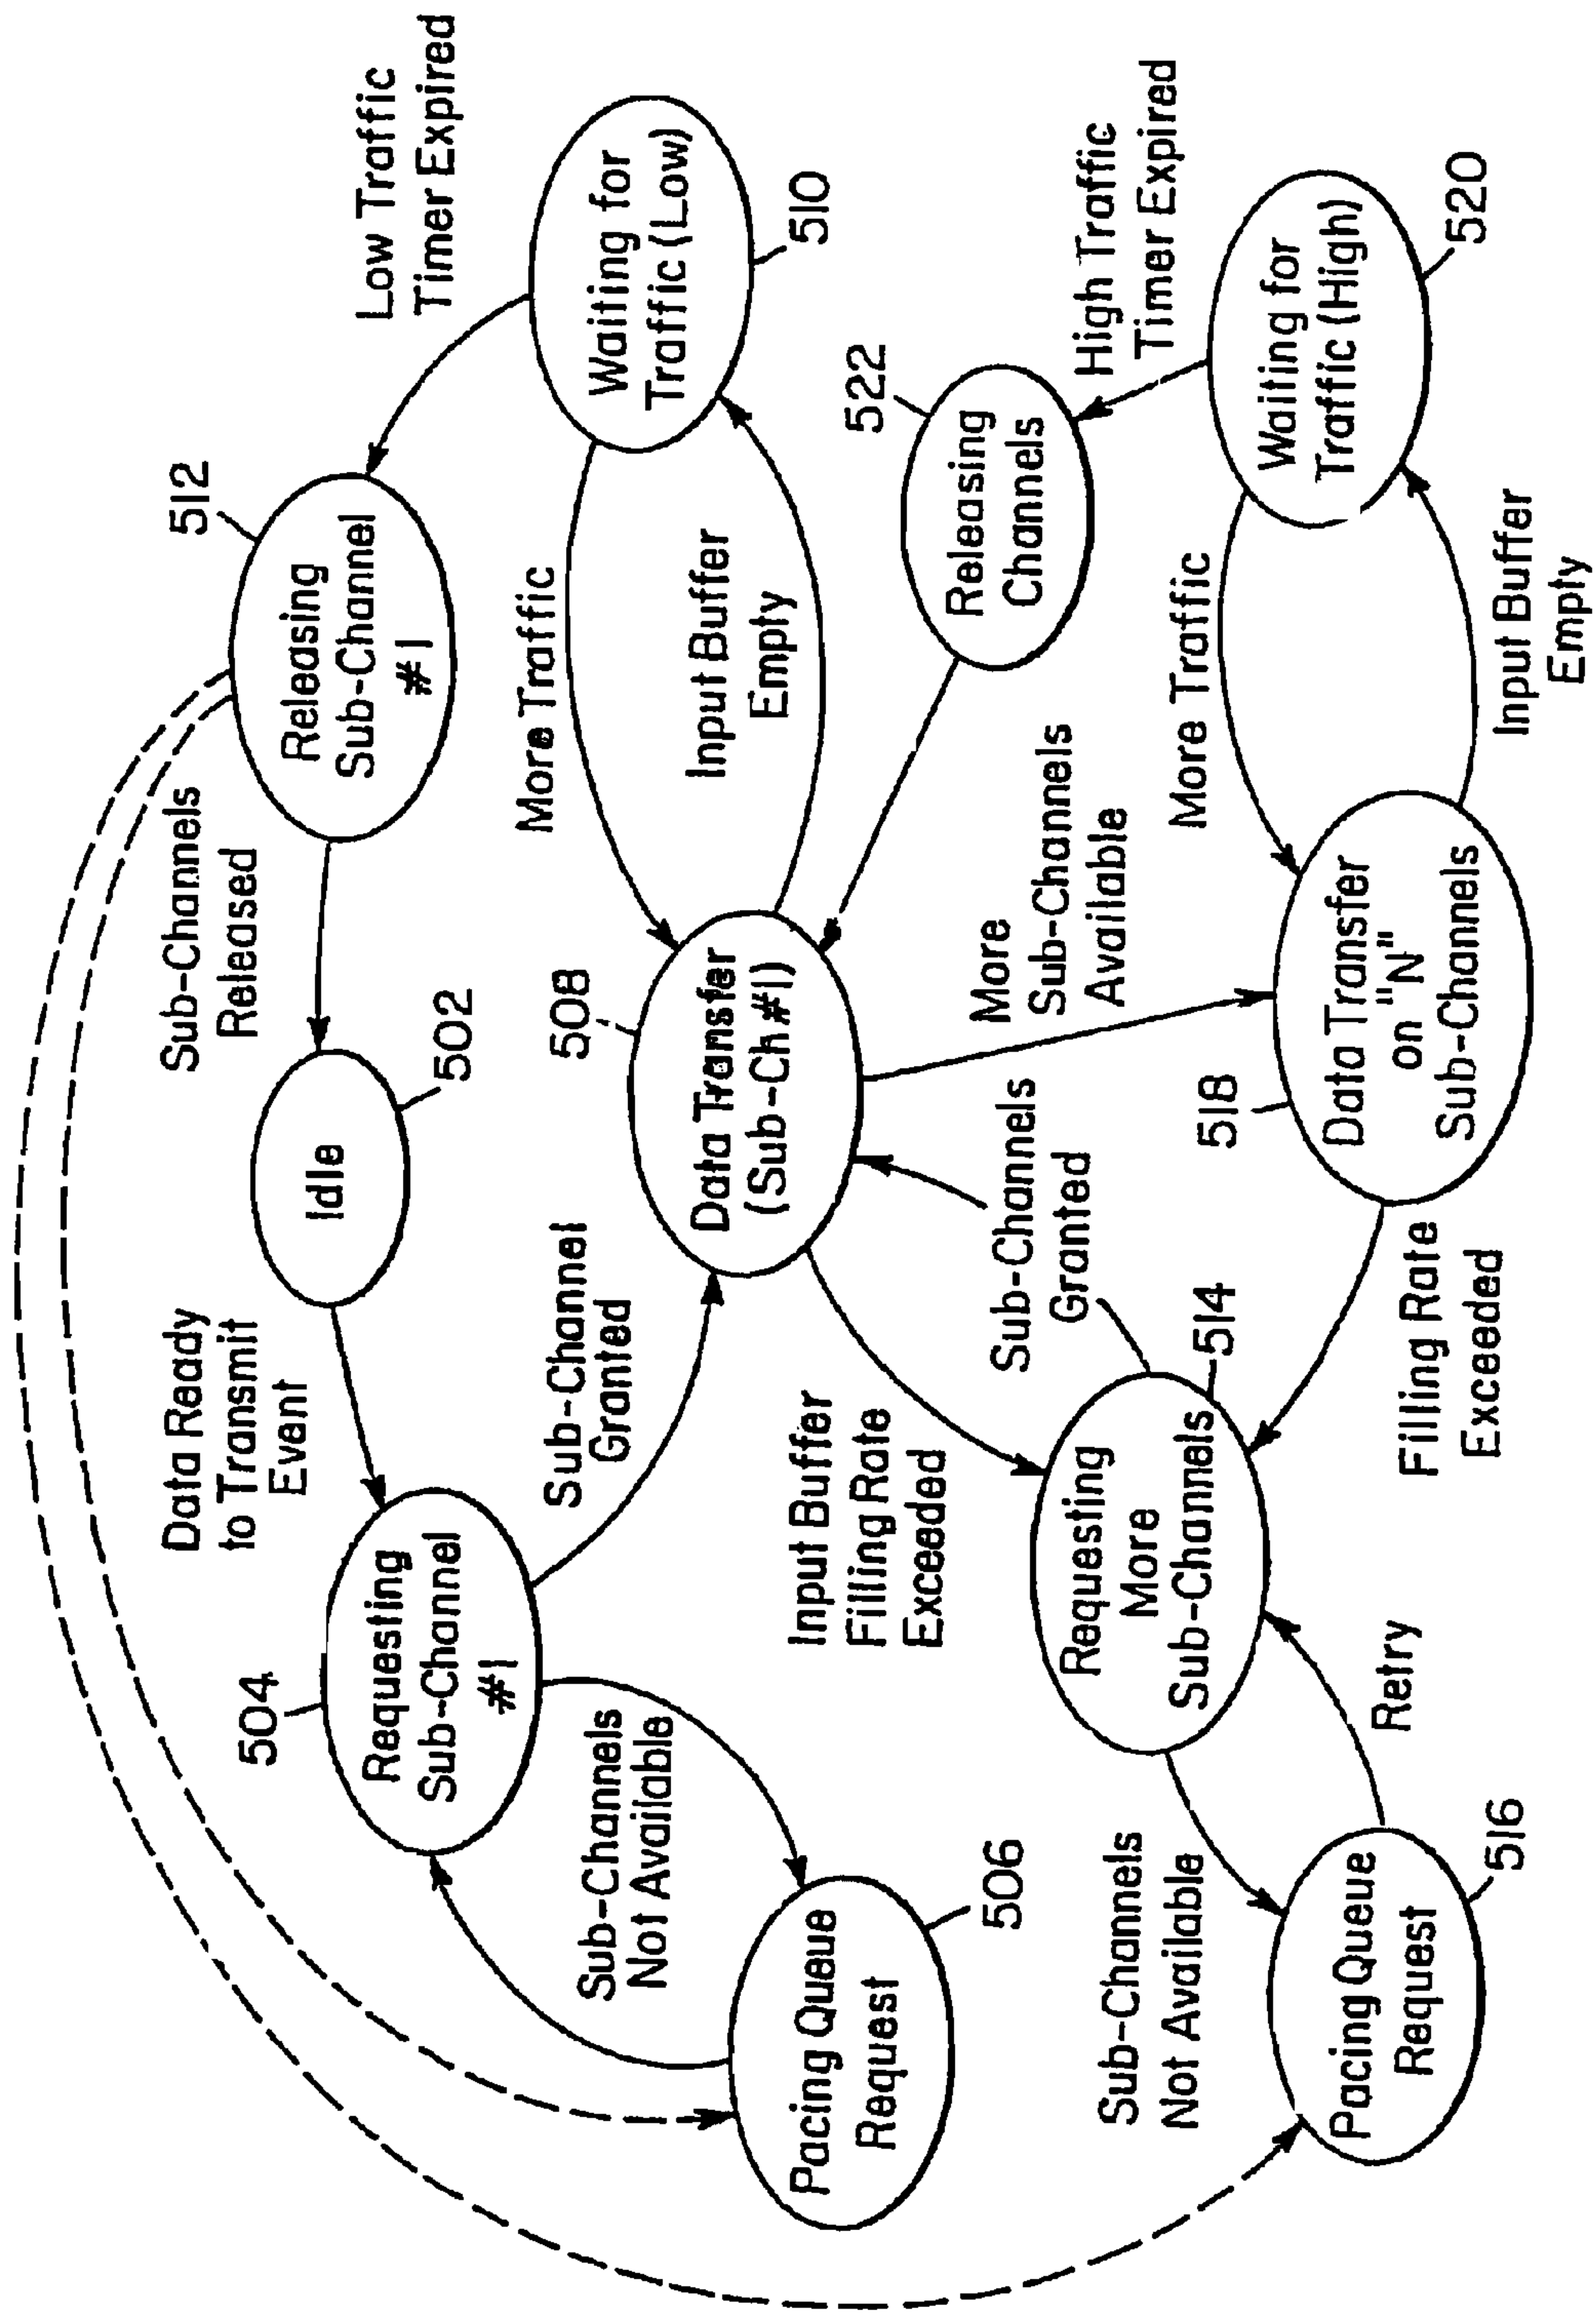 Sub-Channels
Released
512
Releasing
Sub-Channel
#1
Low Traffic
Timer Expired
Data Ready
to Transmit
Event
Idle
502
504
Requesting
Sub-Channel
#1
Sub-Channel
Granted
508
Data Transfer
(Sub-Ch#1)
More Traffic
Input Buffer
Empty
Waiting for
Traffic (Low)
510
Sub-Channels
Not Available
Pacing Queue
Request
506
Input Buffer
Filling Rate
Exceeded
Sub-Channels
Granted
More
Sub-Channels
Available
522
Releasing
Channels
High Traffic
Timer Expired
Requesting
More
Sub-Channels
514
518
Data Transfer
on "N"
Sub-Channels
More Traffic
Input Buffer
Empty
Waiting for
Traffic (High)
520
Sub-Channels
Not Available
Pacing Queue
Request
516
Retry
Filling Rate
Exceeded